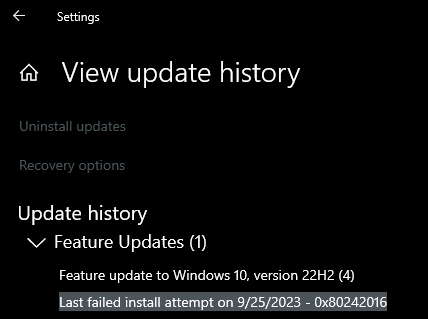 Settings
View update history
Uninstall updates
Recovery options
Update history
Feature Updates (1)
Feature update to Windows 10, version 22H2 (4)
Last failed install attempt on 9/25/2023 - 0x80242016